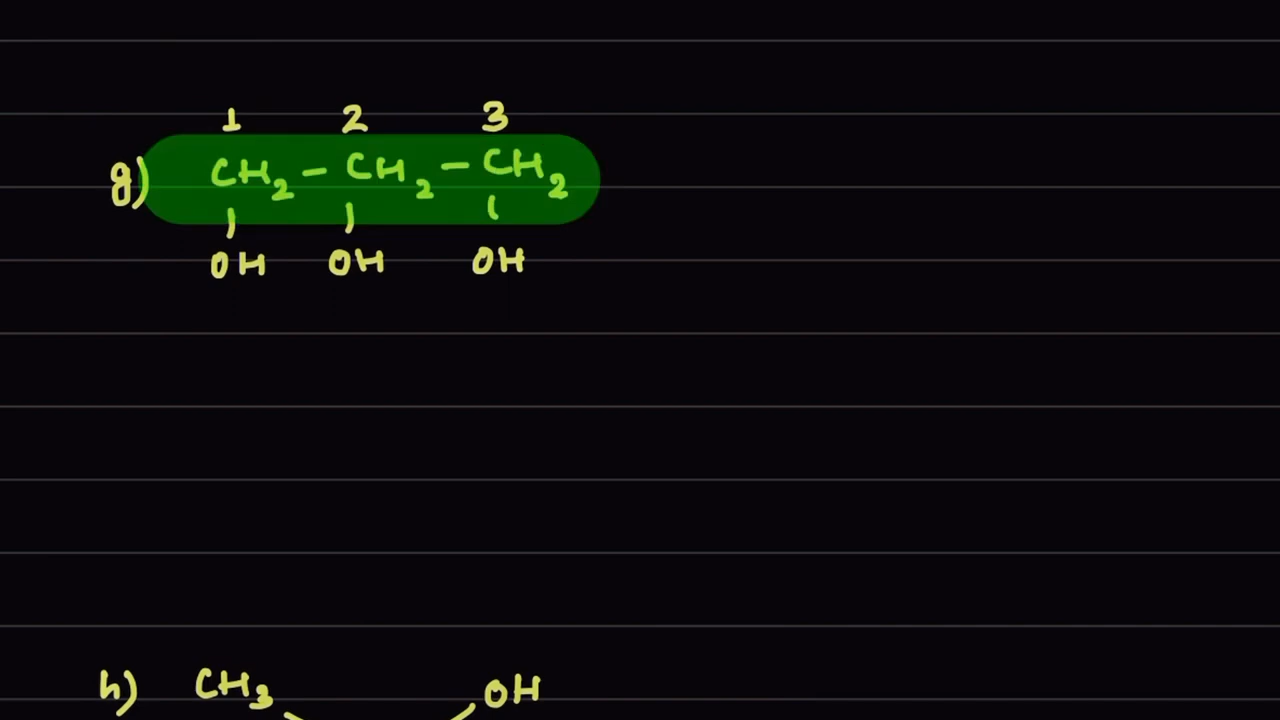 1 2 3
g) CH₂ - CH₂ - CH₂
OH OH OH
h) CH₃ OH